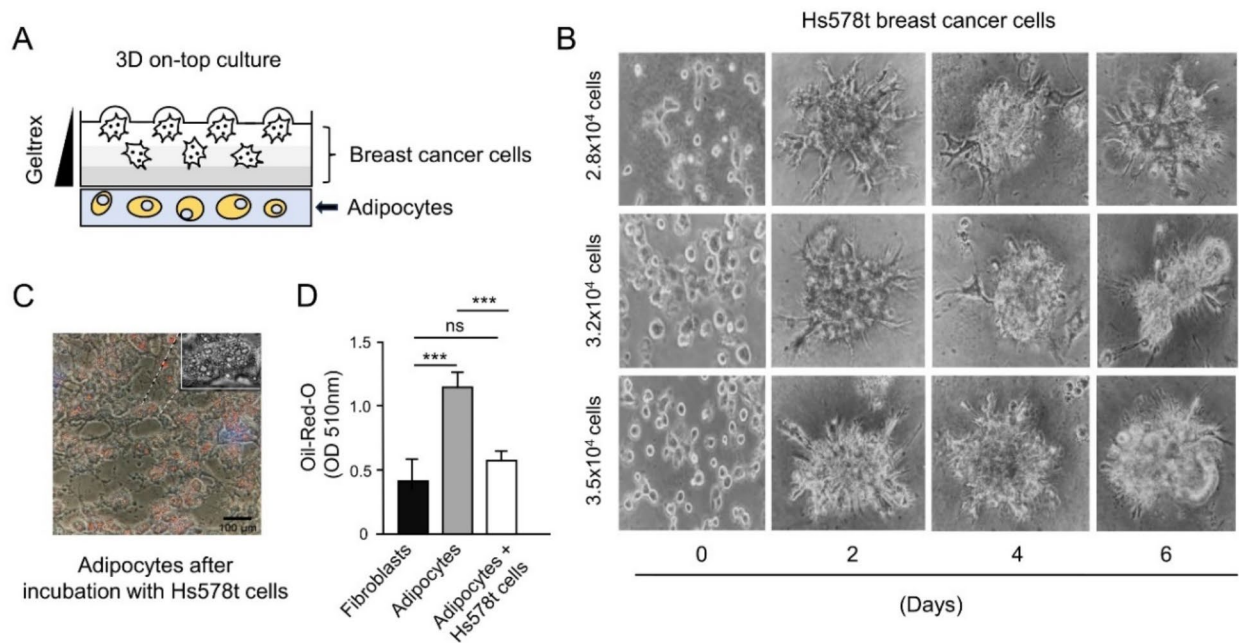 A
3D on-top culture
Geltrex
Breast cancer cells
Adipocytes
B
Hs578t breast cancer cells
2.8x10⁴ cells
3.2x10⁴ cells
3.5x10⁴ cells
0 2 4 6
(Days)
C
100 µm
Adipocytes after
incubation with Hs578t cells
D
***
ns
***
Oil-Red-O
(OD 510nm)
1.5
1.0
0.5
0
Fibroblasts
Adipocytes
Adipocytes +
Hs578t cells